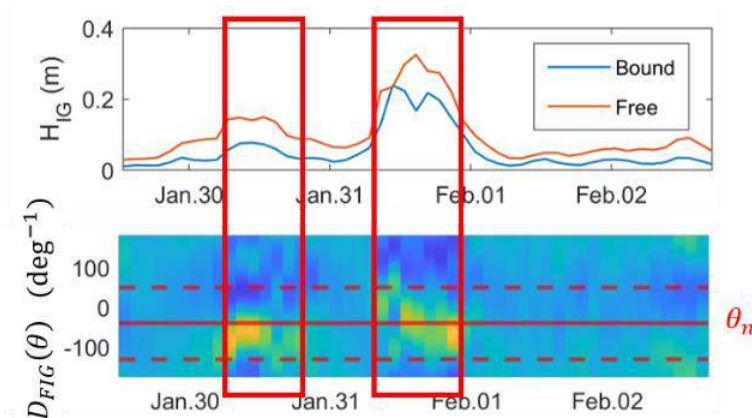 0.4
0.2
0
H_IG (m)
Bound
Free
Jan.30 Jan.31 Feb.01 Feb.02
D_FIG(θ) (deg⁻¹)
100
0
-100
θ_n
Jan.30 Jan.31 Feb.01 Feb.02